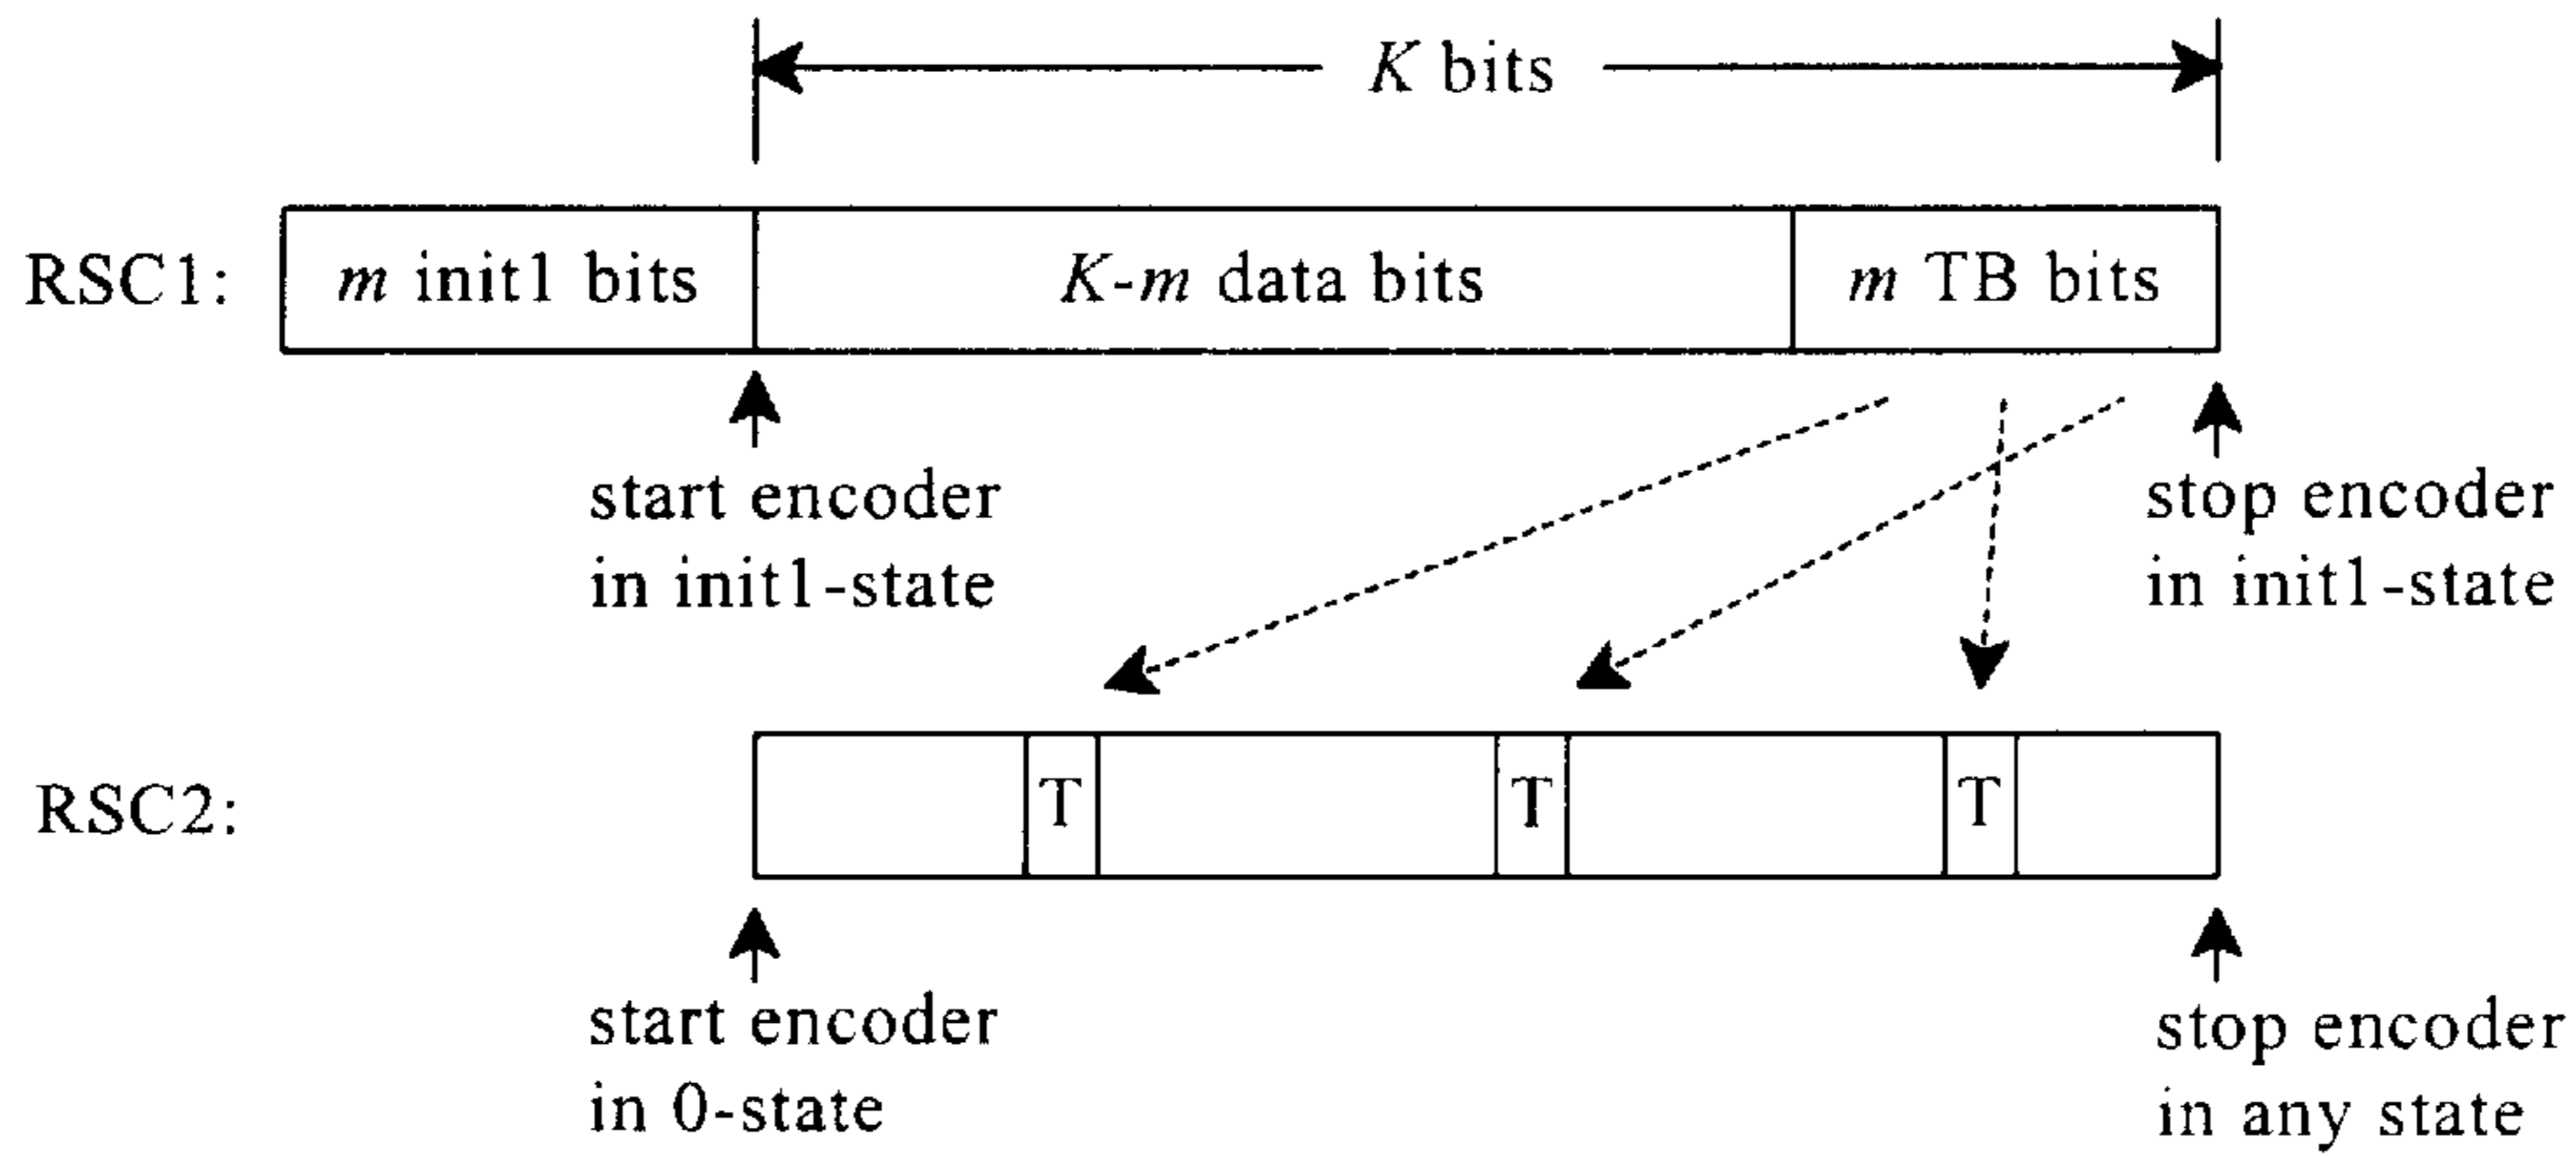 K bits
RSC1:
m init1 bits
K-m data bits
m TB bits
start encoder
in init1-state
stop encoder
in init1-state
RSC2:
T
T
T
start encoder
in 0-state
stop encoder
in any state